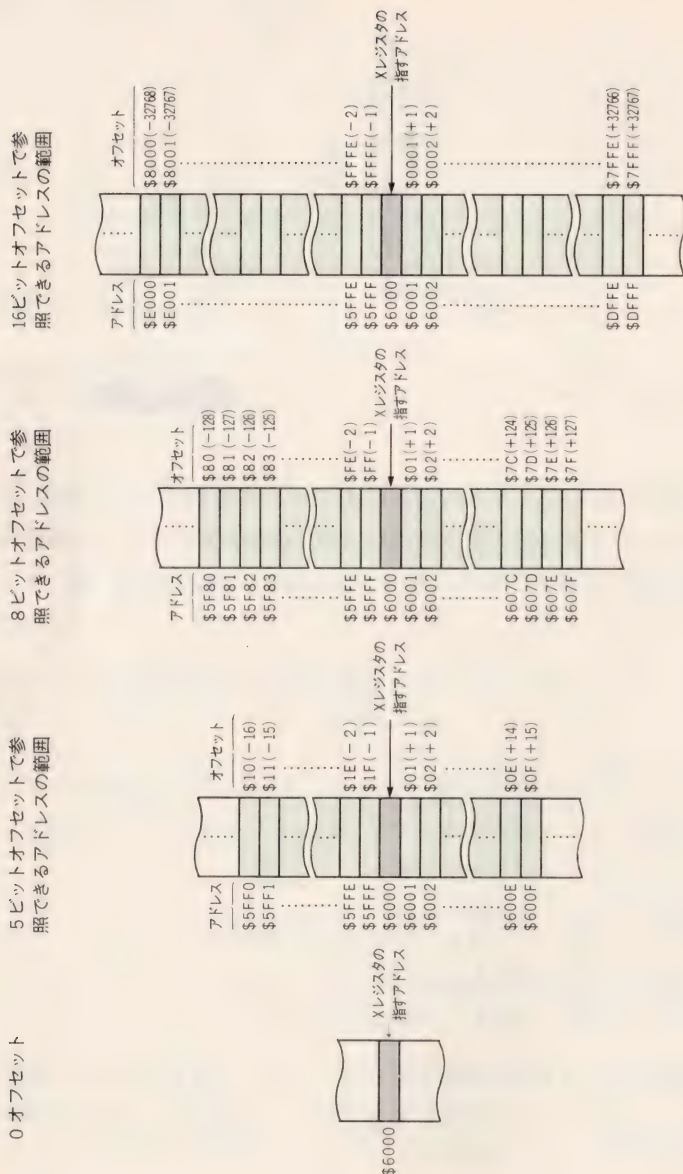 0オフセット
$6000
Xレジスタの
指すアドレス
5ビットオフセットで参
照できるアドレスの範囲
アドレス
オフセット
$5FF0
$10(-16)
$5FF1
$11(-15)
$5FFE
$1E(-2)
$5FFF
$1F(-1)
$6000
Xレジスタの
指すアドレス
$6001
$01(+1)
$6002
$02(+2)
$600E
$0E(+14)
$600F
$0F(+15)
8ビットオフセットで参
照できるアドレスの範囲
アドレス
オフセット
$5F80
$80(-128)
$5F81
$81(-127)
$5F82
$82(-126)
$5F83
$83(-125)
$5FFE
$FE(-2)
$5FFF
$FF(-1)
$6000
Xレジスタの
指すアドレス
$6001
$01(+1)
$6002
$02(+2)
$607C
$7C(+124)
$607D
$7D(+125)
$607E
$7E(+126)
$607F
$7F(+127)
16ビットオフセットで参
照できるアドレスの範囲
アドレス
オフセット
$E000
$8000(-32768)
$E001
$8001(-32767)
$5FFE
$FFFE(-2)
$5FFF
$FFFF(-1)
$6000
Xレジスタの
指すアドレス
$6001
$0001(+1)
$6002
$0002(+2)
$DFFE
$7FFE(+32766)
$DFFF
$7FFF(+32767)